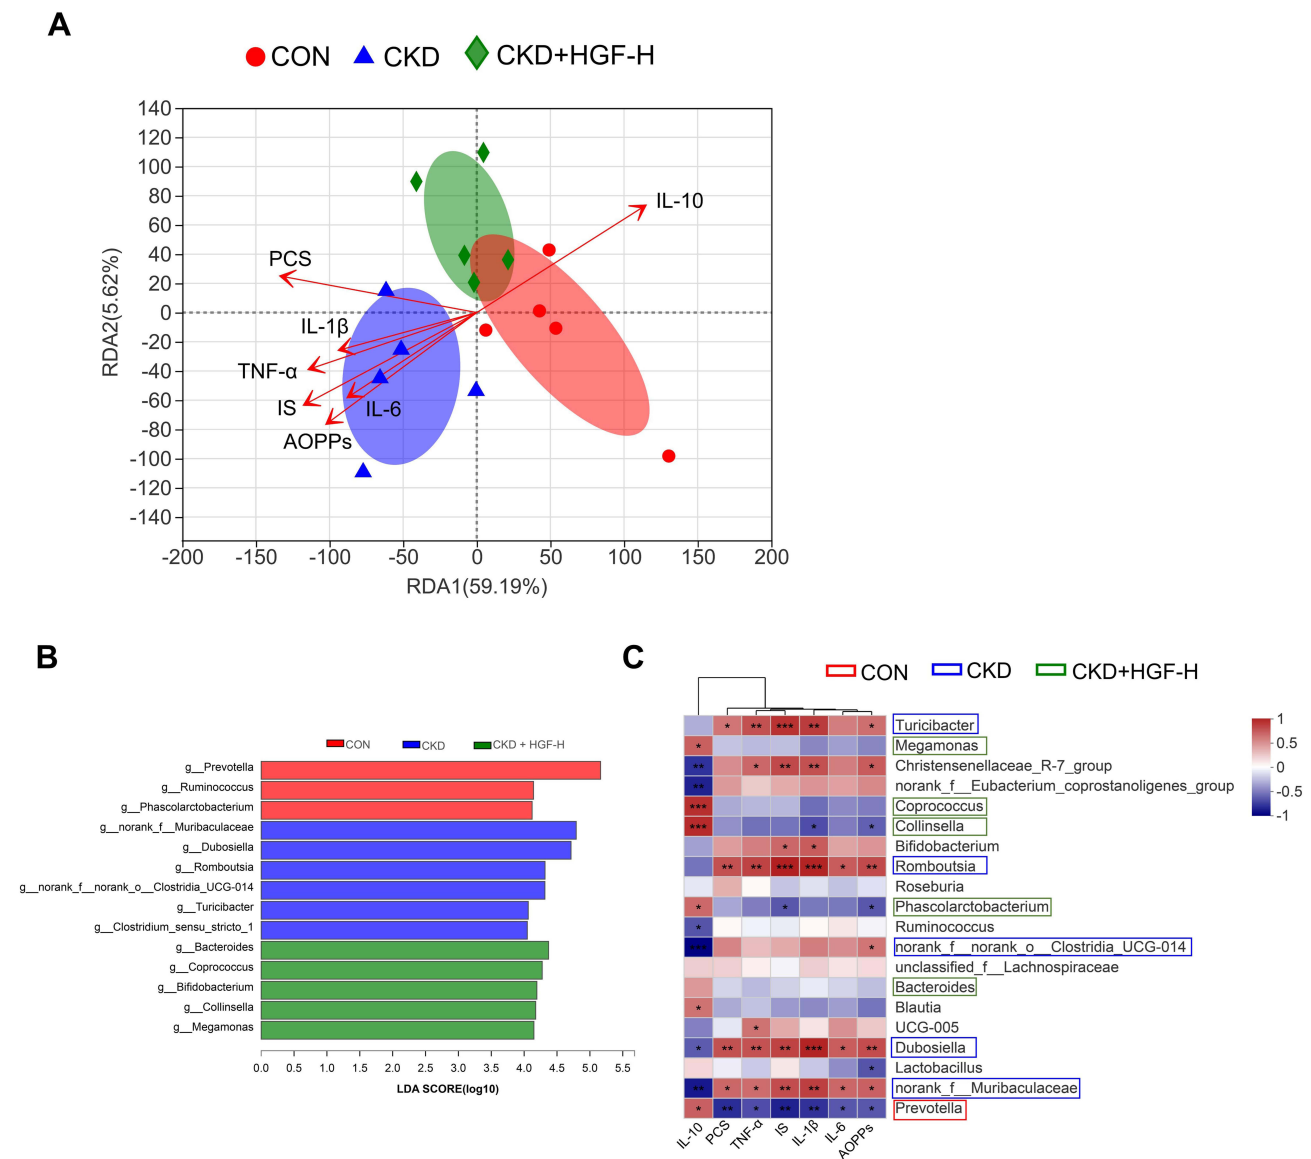 A
CON CKD CKD+HGF-H
140
120
100
80
60
40
20
0
-20
-40
-60
-80
-100
-120
-140
RDA2(5.62%)
IL-10
PCS
IL-1β
TNF-α
IS
IL-6
AOPPs
-200 -150 -100 -50 0 50 100 150 200
RDA1(59.19%)
B
CON CKD CKD + HGF-H
g__Prevotella
g__Ruminococcus
g__Phascolarctobacterium
g__norank_f__Muribaculaceae
g__Dubosiella
g__Romboutsia
g__norank_f__norank_o__Clostridia_UCG-014
g__Turicibacter
g__Clostridium_sensu_stricto_1
g__Bacteroides
g__Coprococcus
g__Bifidobacterium
g__Collinsella
g__Megamonas
0.0 0.5 1.0 1.5 2.0 2.5 3.0 3.5 4.0 4.5 5.0 5.5
LDA SCORE(log10)
C
CON CKD CKD+HGF-H
* ** *** ** * Turicibacter
* Megamonas
** * ** ** * Christensenellaceae_R-7_group
** norank_f__Eubacterium_coprostanoligenes_group
*** Coprococcus
*** * * Collinsella
* * Bifidobacterium
** ** *** *** * ** Romboutsia
Roseburia
* * * Phascolarctobacterium
* Ruminococcus
*** * norank_f__norank_o__Clostridia_UCG-014
unclassified_f__Lachnospiraceae
Bacteroides
* Blautia
* UCG-005
* ** ** ** *** * ** Dubosiella
* Lactobacillus
** * * ** ** * * norank_f__Muribaculaceae
* ** * ** ** * * Prevotella
IL-10 PCS TNF-α IS IL-1β IL-6 AOPPs
1
0.5
0
-0.5
-1